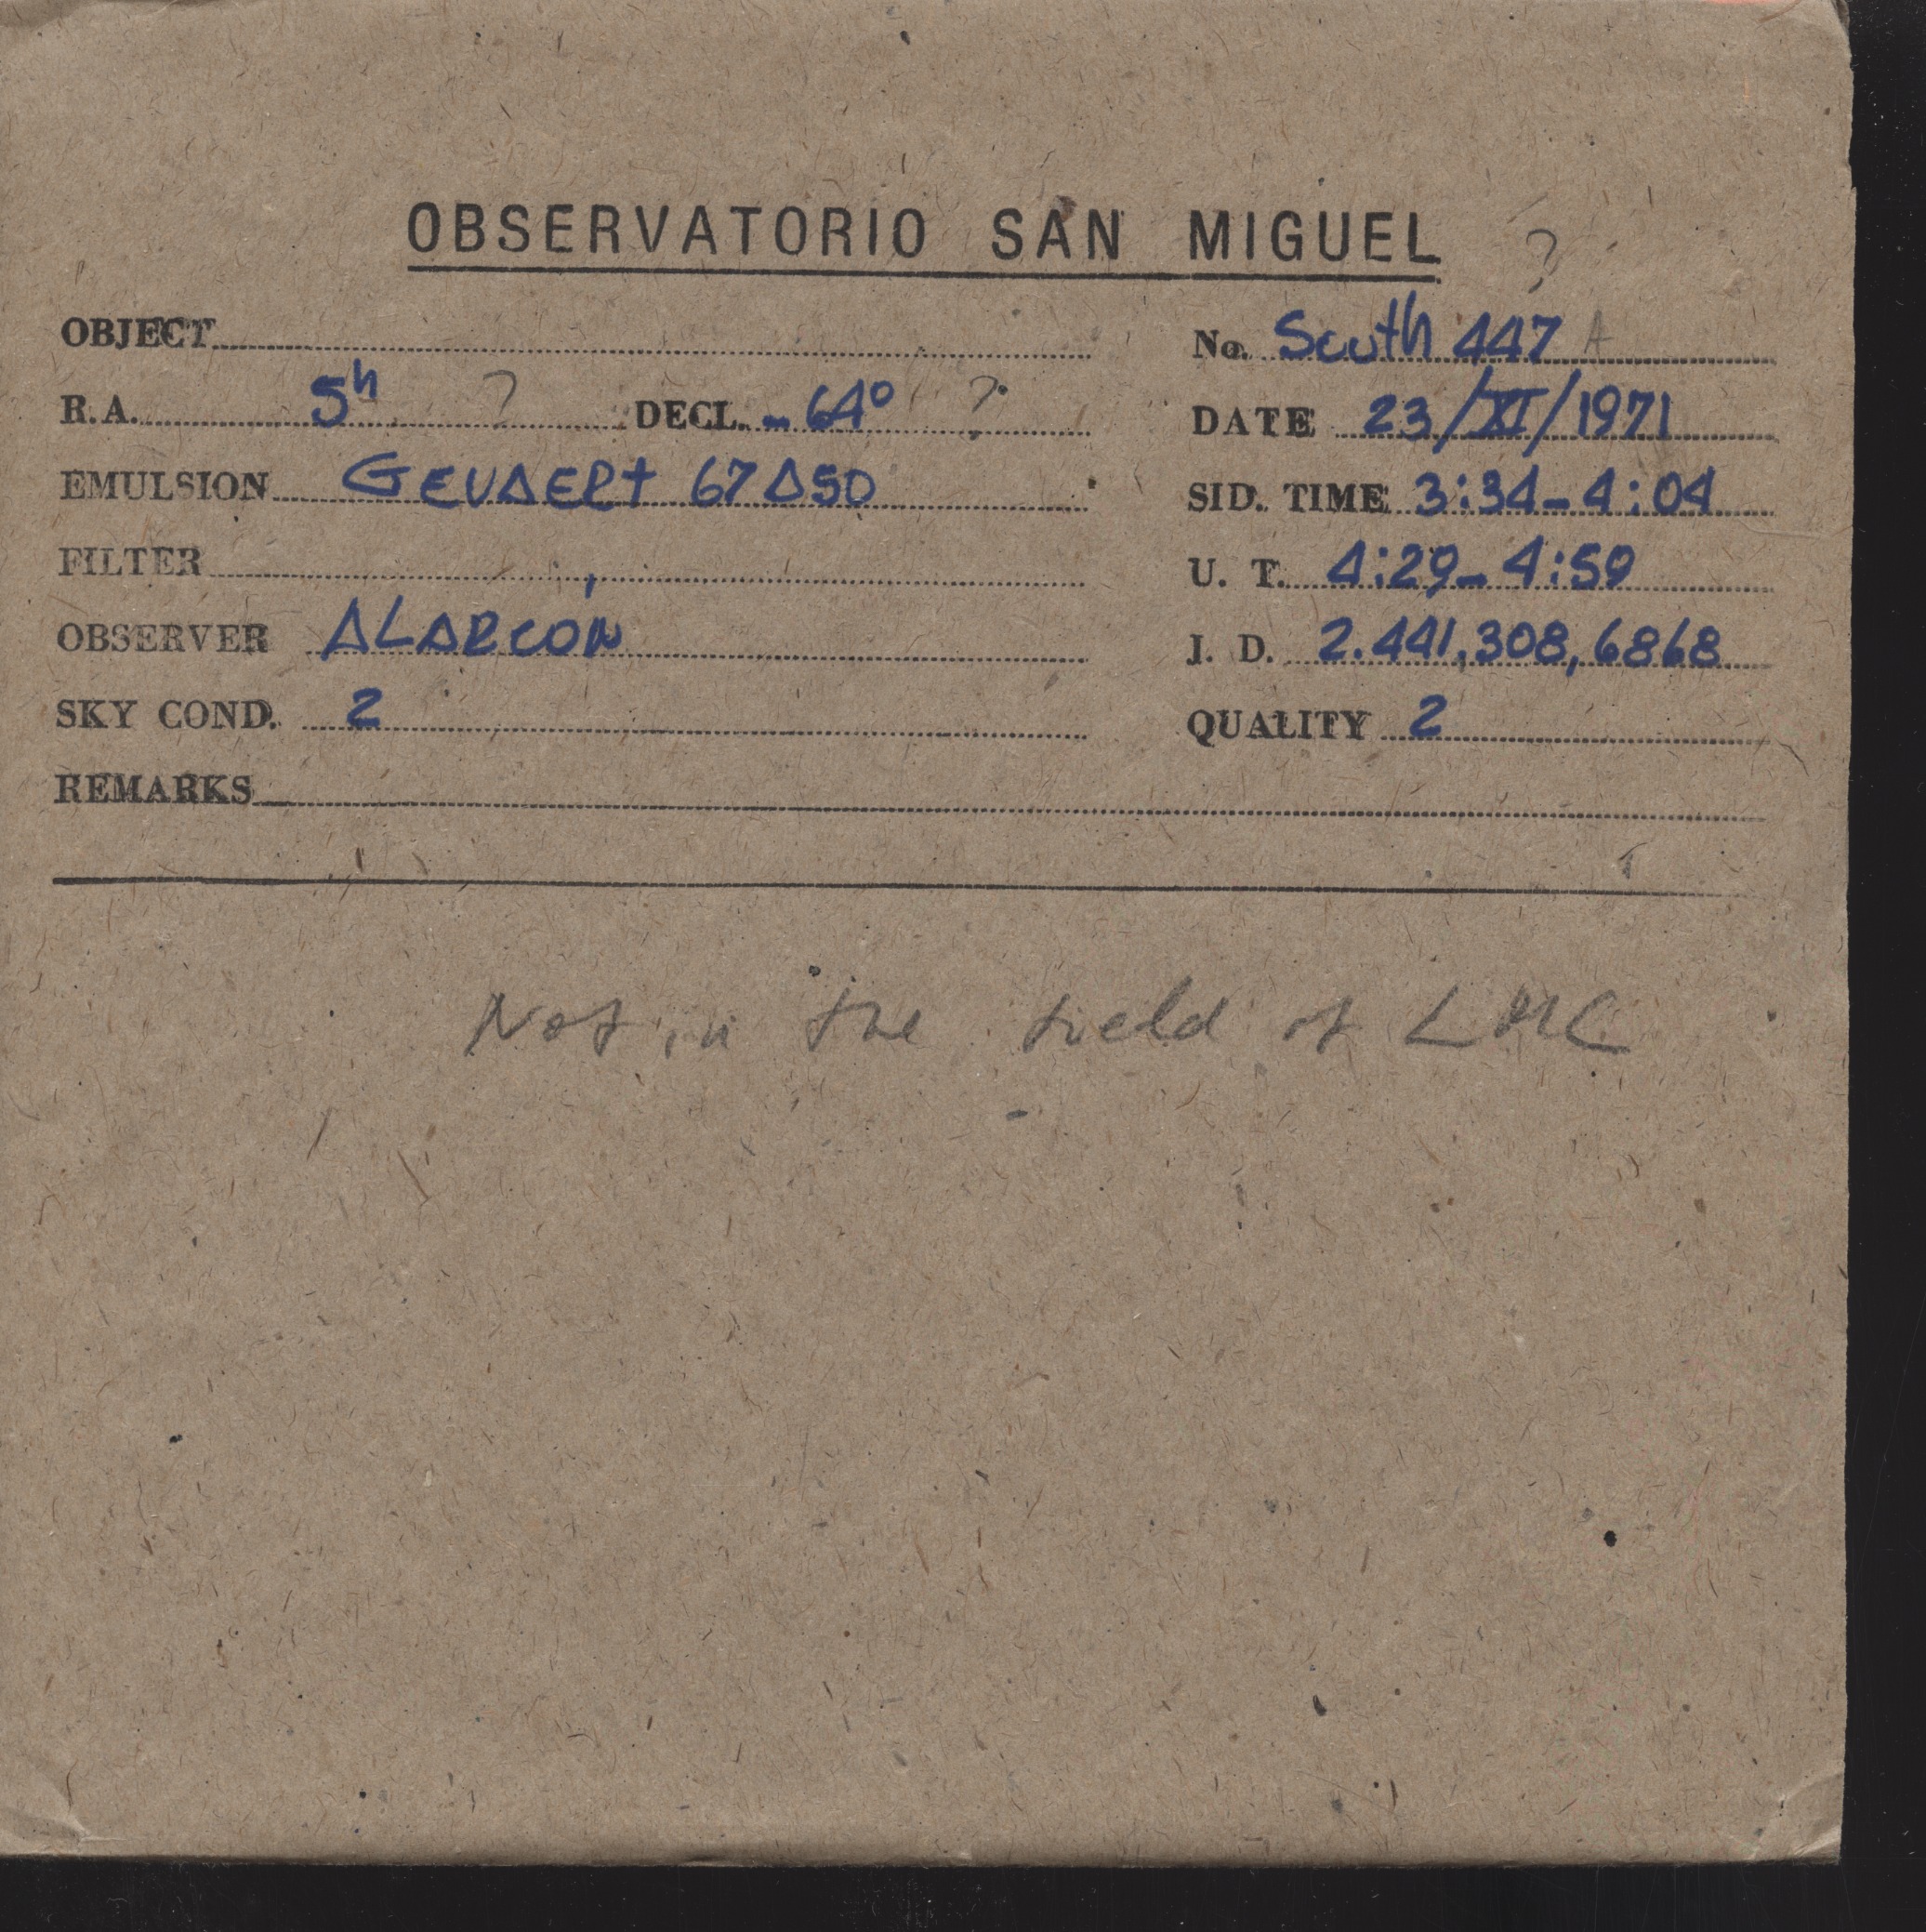 OBSERVATORIO SAN MIGUEL ?
OBJECT
No. South 447 A
R.A. 5h ? DECL. -64° ?
DATE 23/XI/1971
EMULSION GEVAERT 67A50
SID. TIME 3:34-4:04
FILTER
U. T. 4:29-4:59
OBSERVER ALARCÓN
J. D. 2.441.308,6868
SKY COND. 2
QUALITY 2
REMARKS
Not in the field of LMC